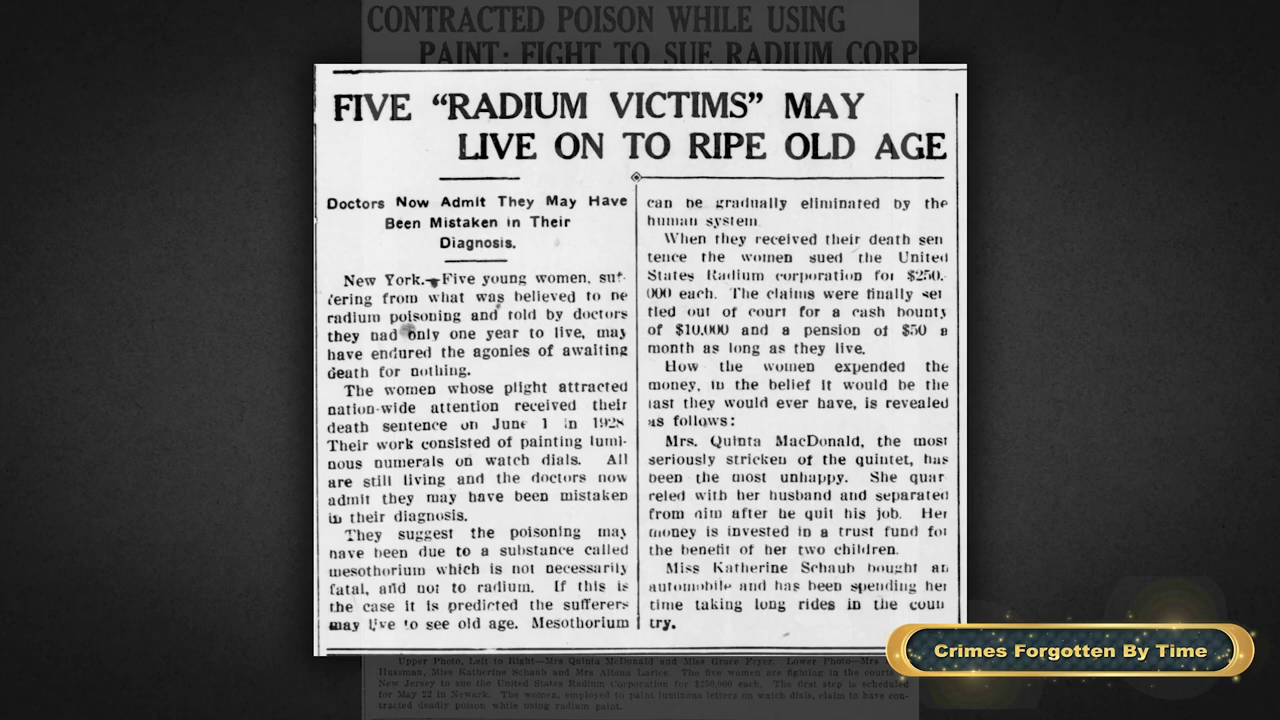 CONTRACTED POISON WHILE USING
PAINT; FIGHT TO SUE RADIUM CORP
FIVE “RADIUM VICTIMS” MAY
LIVE ON TO RIPE OLD AGE
Doctors Now Admit They May Have
Been Mistaken in Their
Diagnosis.
New York.—Five young women, suf-
fering from what was believed to be
radium poisoning and told by doctors
they had only one year to live, may
have endured the agonies of awaiting
death for nothing.
The women whose plight attracted
nation-wide attention received their
death sentence on June 1 in 1928
Their work consisted of painting lumi-
nous numerals on watch dials. All
are still living and the doctors now
admit they may have been mistaken
in their diagnosis.
They suggest the poisoning may
have been due to a substance called
mesothorium which is not necessarily
fatal, and not to radium. If this is
the case it is predicted the sufferers
may live to see old age. Mesothorium
can be gradually eliminated by the
human system.
When they received their death sen
tence the women sued the United
States Radium corporation for $250,-
000 each. The claims were finally set
tled out of court for a cash bounty
of $10,000 and a pension of $50 a
month as long as they live.
How the women expended the
money, in the belief it would be the
last they would ever have, is revealed
as follows:
Mrs. Quinta MacDonald, the most
seriously stricken of the quintet, has
been the most unhappy. She quar
reled with her husband and separated
from him after he quit his job. Her
money is invested in a trust fund for
the benefit of her two children.
Miss Katherine Schaub bought an
automobile and has been spending her
time taking long rides in the coun
try.
Upper Photo, Left to Right—Mrs Quinta McDonald and Miss Grace Fryer. Lower Photo—Mrs
Hussman, Miss Katherine Schaub and Mrs Albina Larice. The five women are fighting in the courts
New Jersey to sue the United States Radium Corporation for $250,000 each. The first step is scheduled
for May 22 in Newark. The women, employed to paint luminous letters on watch dials, claim to have con-
tracted deadly poison while using radium paint.
Crimes Forgotten By Time